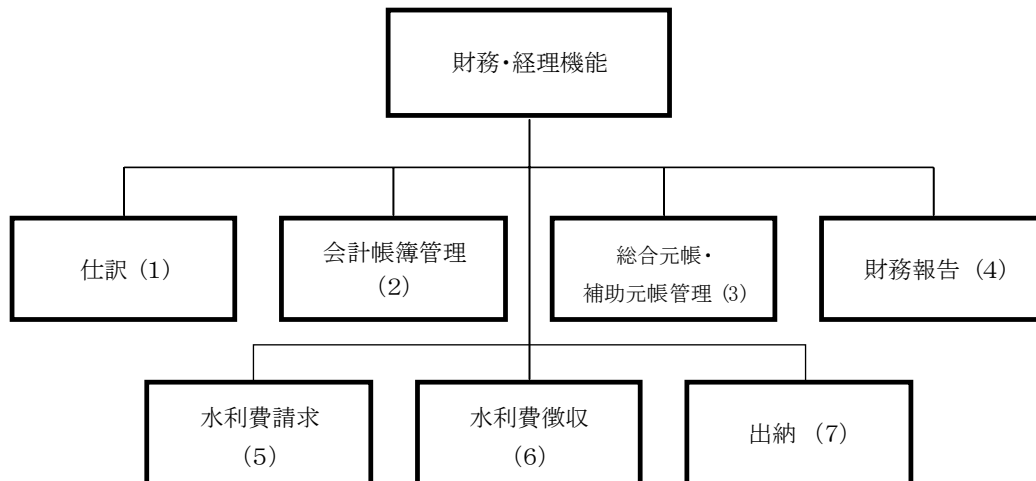 財務・経理機能
仕訳（1）
会計帳簿管理
（2）
総合元帳・
補助元帳管理（3）
財務報告（4）
水利費請求
（5）
水利費徴収
（6）
出納 （7）